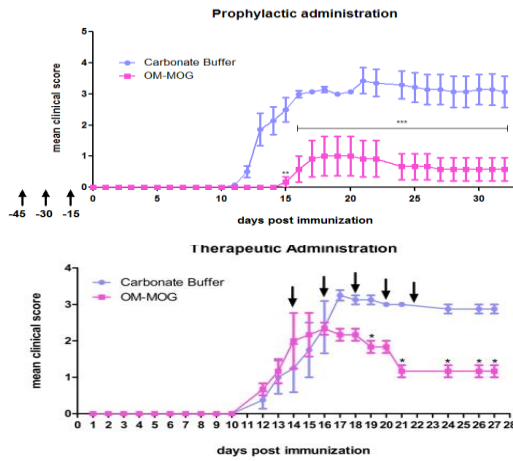 Prophylactic administration
5
4
3
2
1
0
mean clinical score
Carbonate Buffer
OM-MOG
**
***
0 5 10 15 20 25 30
-45 -30 -15
days post immunization
Therapeutic Administration
4
3
2
1
0
mean clinical score
Carbonate Buffer
OM-MOG
* * * * *
0 1 2 3 4 5 6 7 8 9 10 11 12 13 14 15 16 17 18 19 20 21 22 23 24 25 26 27 28
days post immunization